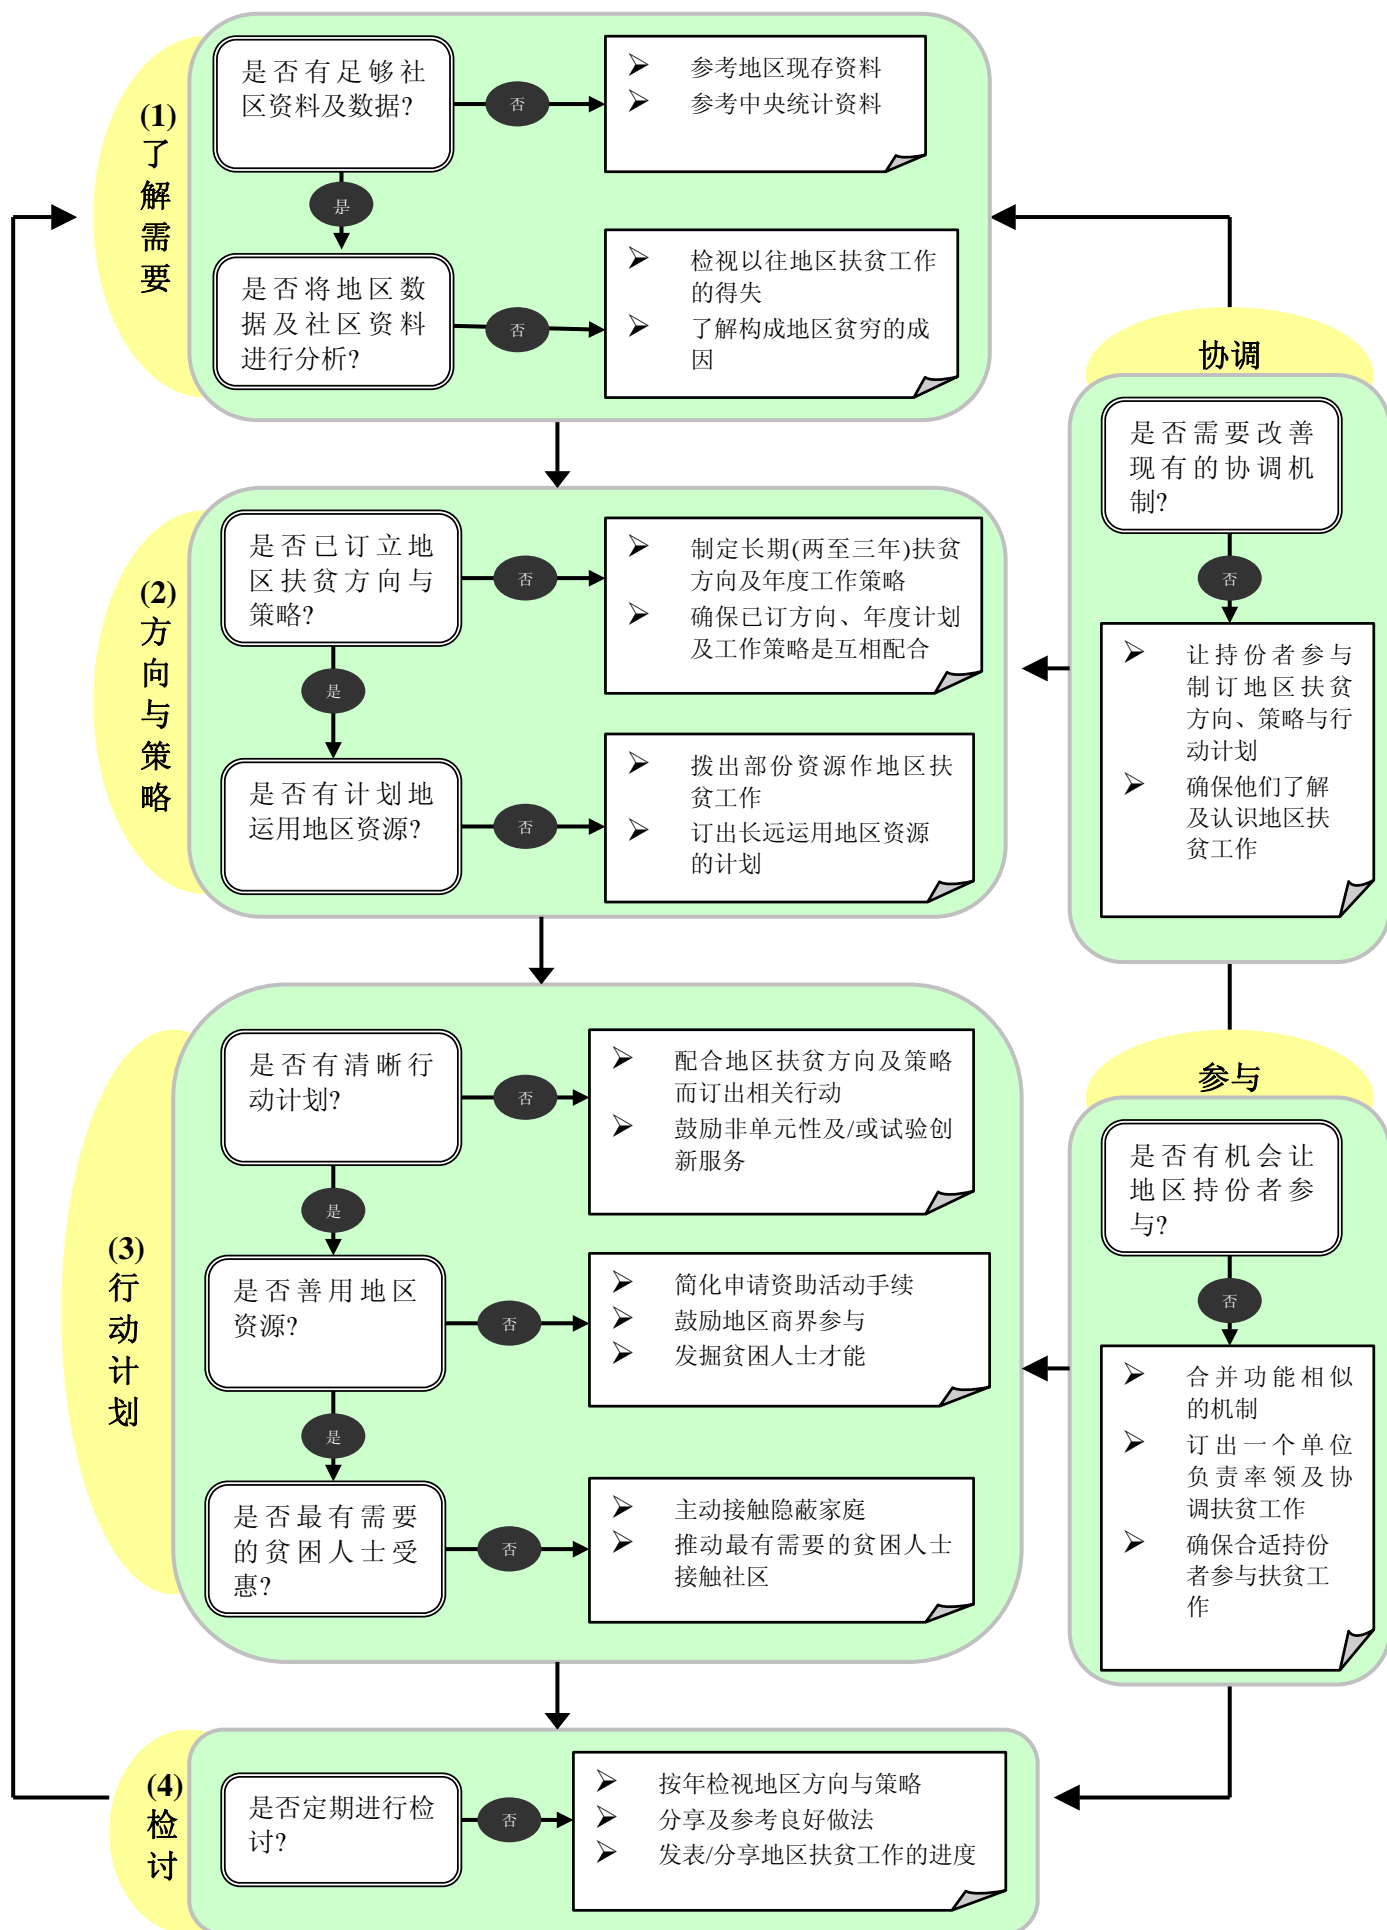 (1)
了
解
需
要
是否有足够社
区资料及数据?
否
参考地区现存资料
参考中央统计资料
是
是否将地区数
据及社区资料
进行分析?
否
检视以往地区扶贫工作
的得失
了解构成地区贫穷的成
因
(2)
方
向
与
策
略
是否已订立地
区扶贫方向与
策略?
否
制定长期(两至三年)扶贫
方向及年度工作策略
确保已订方向、年度计划
及工作策略是互相配合
是
是否有计划地
运用地区资源?
否
拨出部份资源作地区扶
贫工作
订出长远运用地区资源
的计划
(3)
行
动
计
划
是否有清晰行
动计划?
否
配合地区扶贫方向及策略
而订出相关行动
鼓励非单元性及/或试验创
新服务
是
是否善用地区
资源?
否
简化申请资助活动手续
鼓励地区商界参与
发掘贫困人士才能
是
是否最有需要
的贫困人士受
惠?
否
主动接触隐蔽家庭
推动最有需要的贫困人士
接触社区
(4)
检
讨
是否定期进行检
讨?
否
按年检视地区方向与策略
分享及参考良好做法
发表/分享地区扶贫工作的进度
协调
是否需要改善
现有的协调机
制?
否
让持份者参与
制订地区扶贫
方向、策略与行
动计划
确保他们了解
及认识地区扶
贫工作
参与
是否有机会让
地区持份者参
与?
否
合并功能相似
的机制
订出一个单位
负责率领及协
调扶贫工作
确保合适持份
者参与扶贫工
作